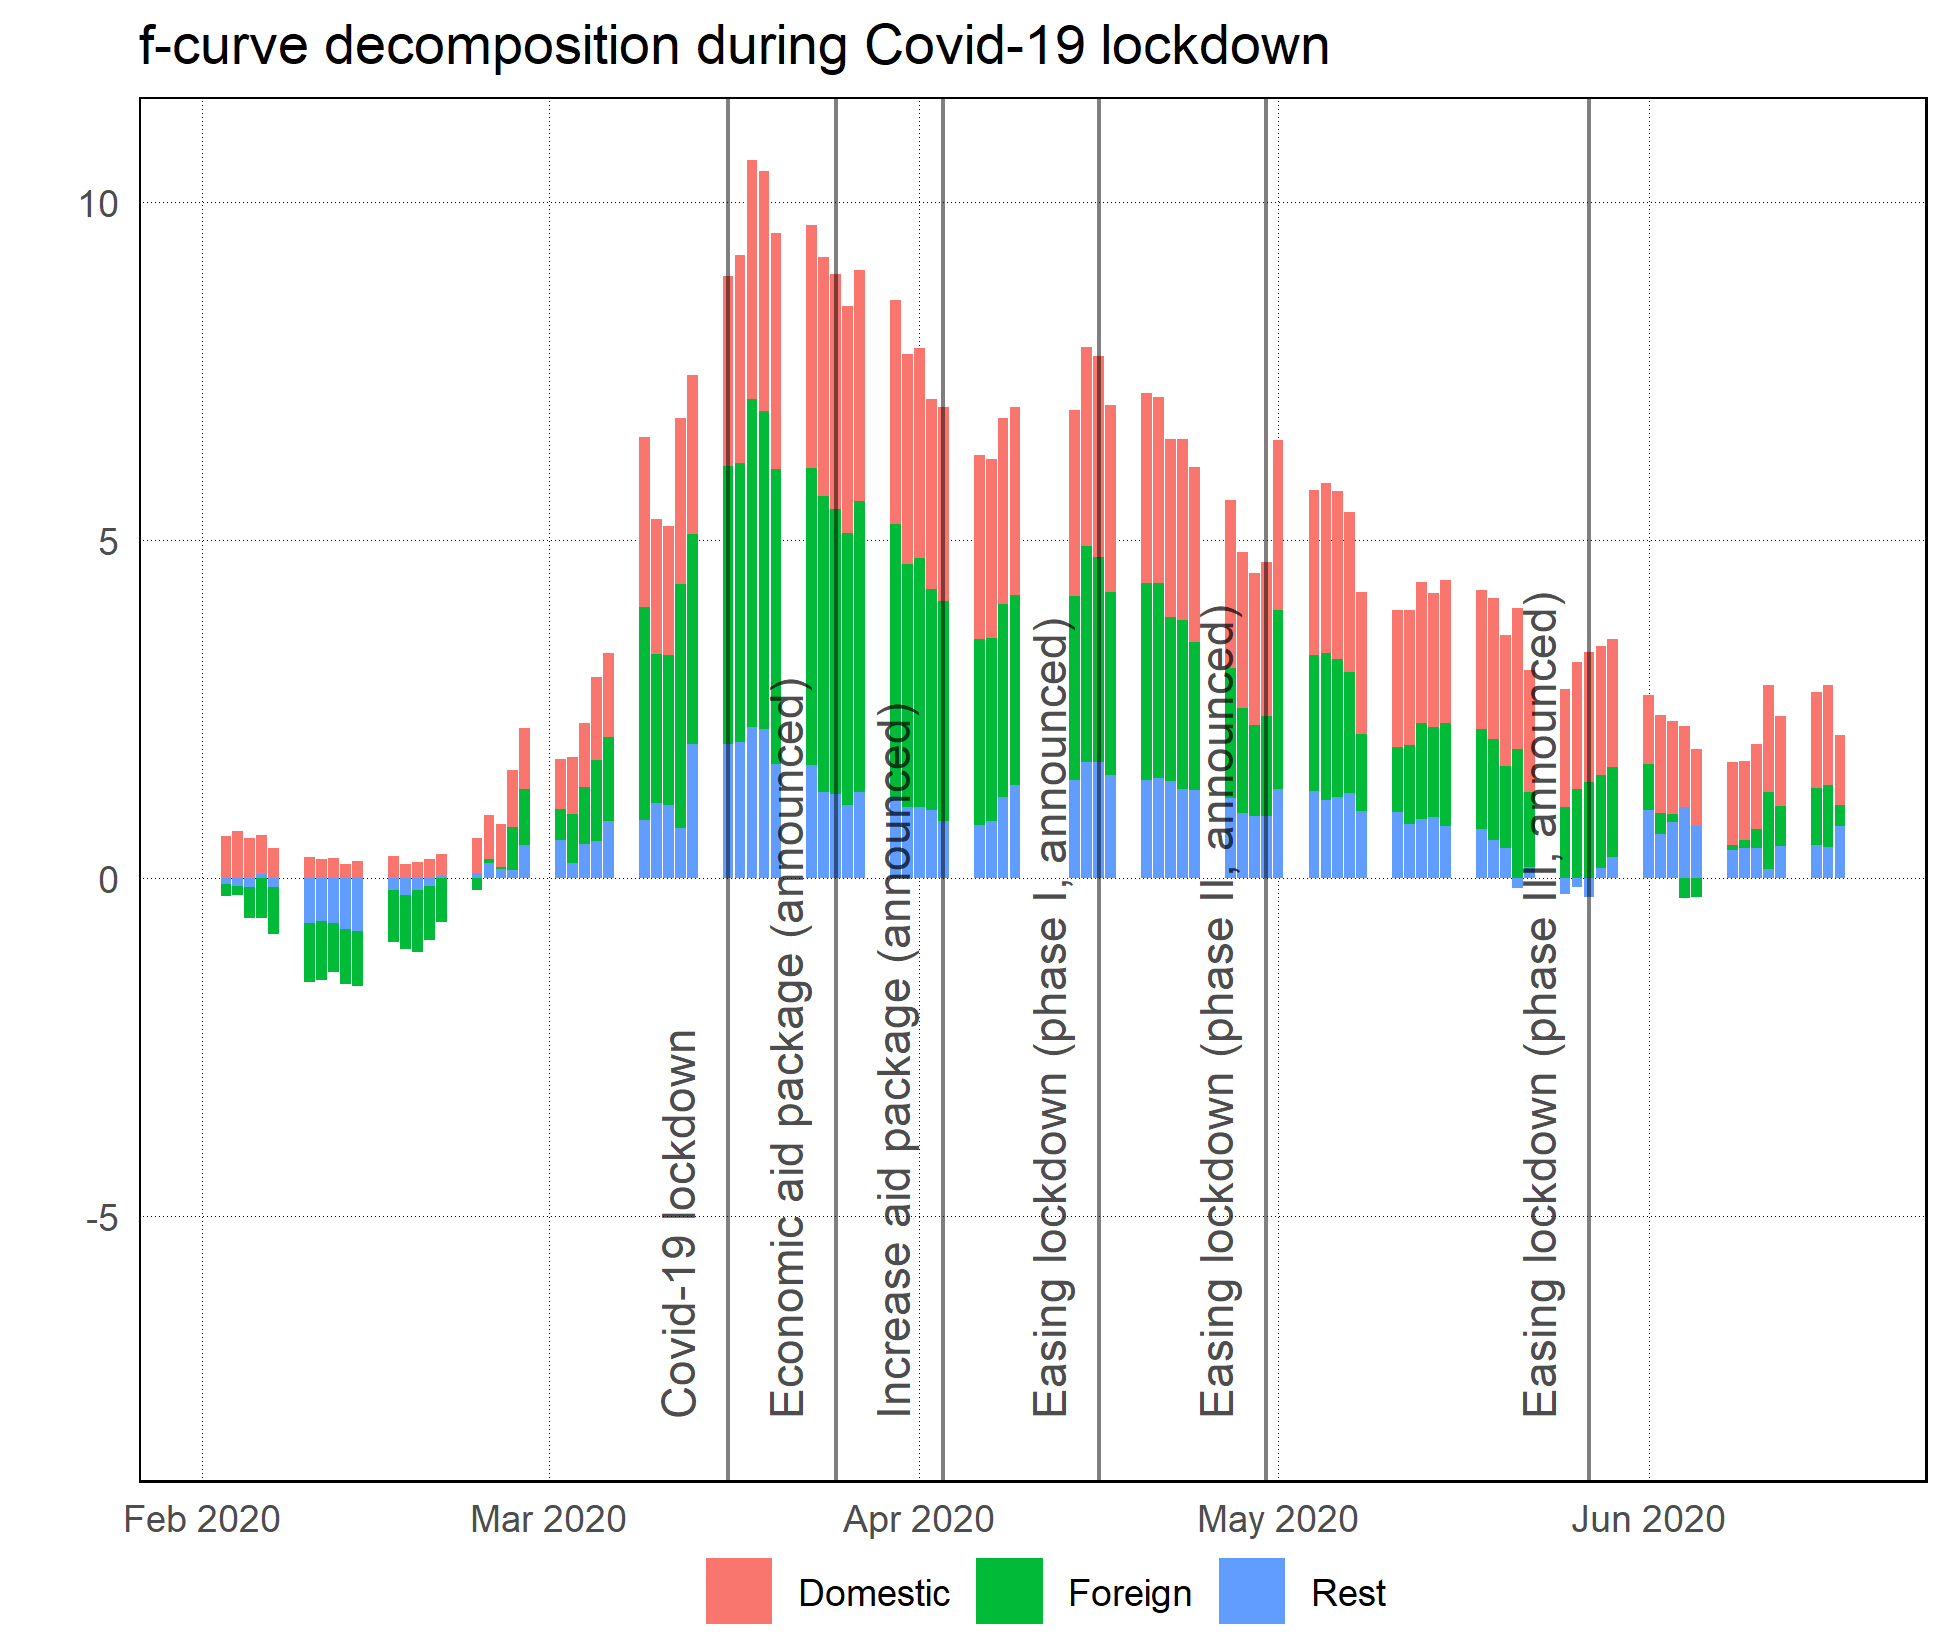 f-curve decomposition during Covid-19 lockdown
10
5
0
-5
Covid-19 lockdown
Economic aid package (announced)
Increase aid package (announced)
Easing lockdown (phase I, announced)
Easing lockdown (phase II, announced)
Easing lockdown (phase III, announced)
Feb 2020
Mar 2020
Apr 2020
May 2020
Jun 2020
Domestic
Foreign
Rest